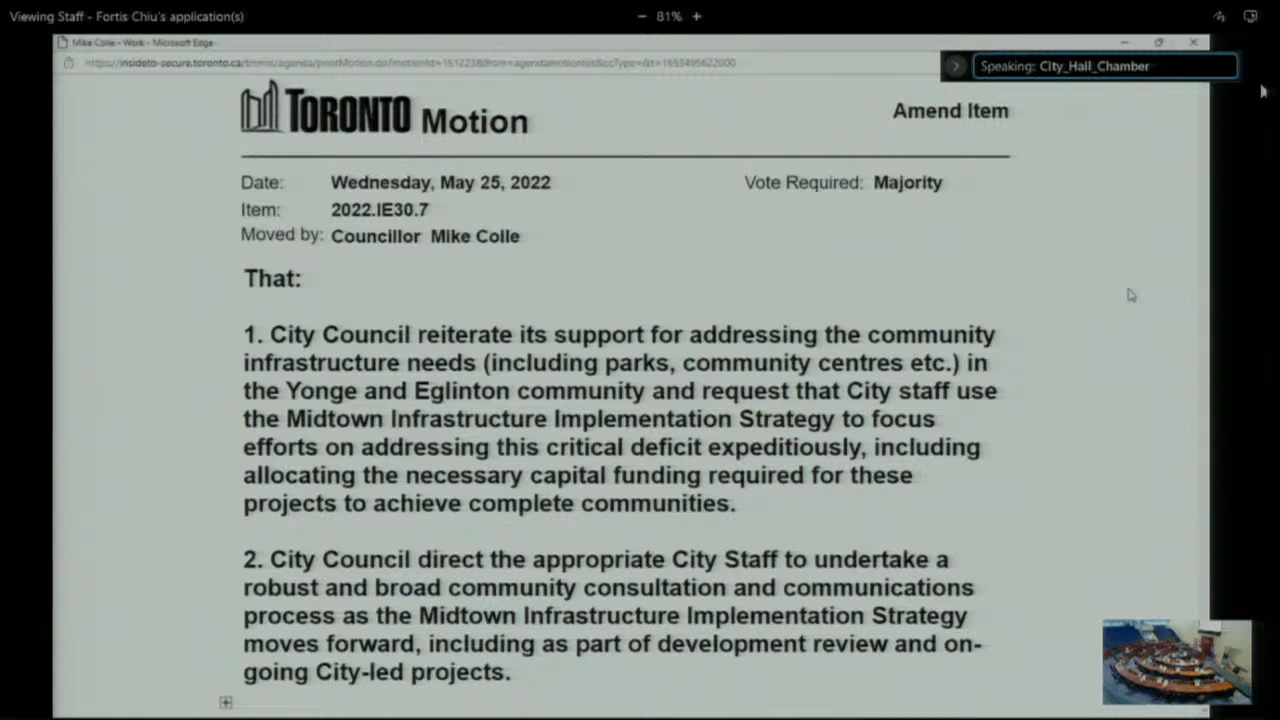 Viewing Staff - Fortis Chiu's application(s)
81%
Mike Colle - Work - Microsoft Edge
Speaking: CIty_Hall_Chamber
TORONTO Motion
Amend Item
Date: Wednesday, May 25, 2022
Vote Required: Majority
Item: 2022.IE30.7
Moved by: Councillor Mike Colle
That:
1. City Council reiterate its support for addressing the community
infrastructure needs (including parks, community centres etc.) in
the Yonge and Eglinton community and request that City staff use
the Midtown Infrastructure Implementation Strategy to focus
efforts on addressing this critical deficit expeditiously, including
allocating the necessary capital funding required for these
projects to achieve complete communities.
2. City Council direct the appropriate City Staff to undertake a
robust and broad community consultation and communications
process as the Midtown Infrastructure Implementation Strategy
moves forward, including as part of development review and on-
going City-led projects.